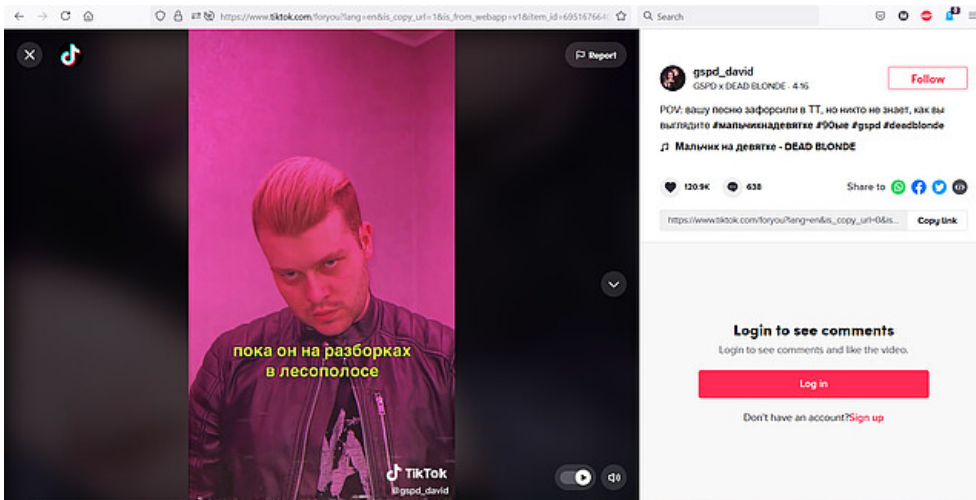 https://www.tiktok.com/foryou?lang=en&is_copy_url=1&is_from_webapp=v1&item_id=695167664
Search
Report
пока он на разборках
в лесополосе
TikTok
@gspd_david
gspd_david
GSPD x DEAD BLONDE · 4-16
Follow
POV: вашу песню зафорсили в ТТ, но никто не знает, как вы
выглядите #мальчикнадевятке #90ые #gspd #deadblonde
Мальчик на девятке - DEAD BLONDE
120.9K 638 Share to
https://www.tiktok.com/foryou?lang=en&is_copy_url=0&is... Copy link
Login to see comments
Login to see comments and like the video.
Log in
Don't have an account?Sign up